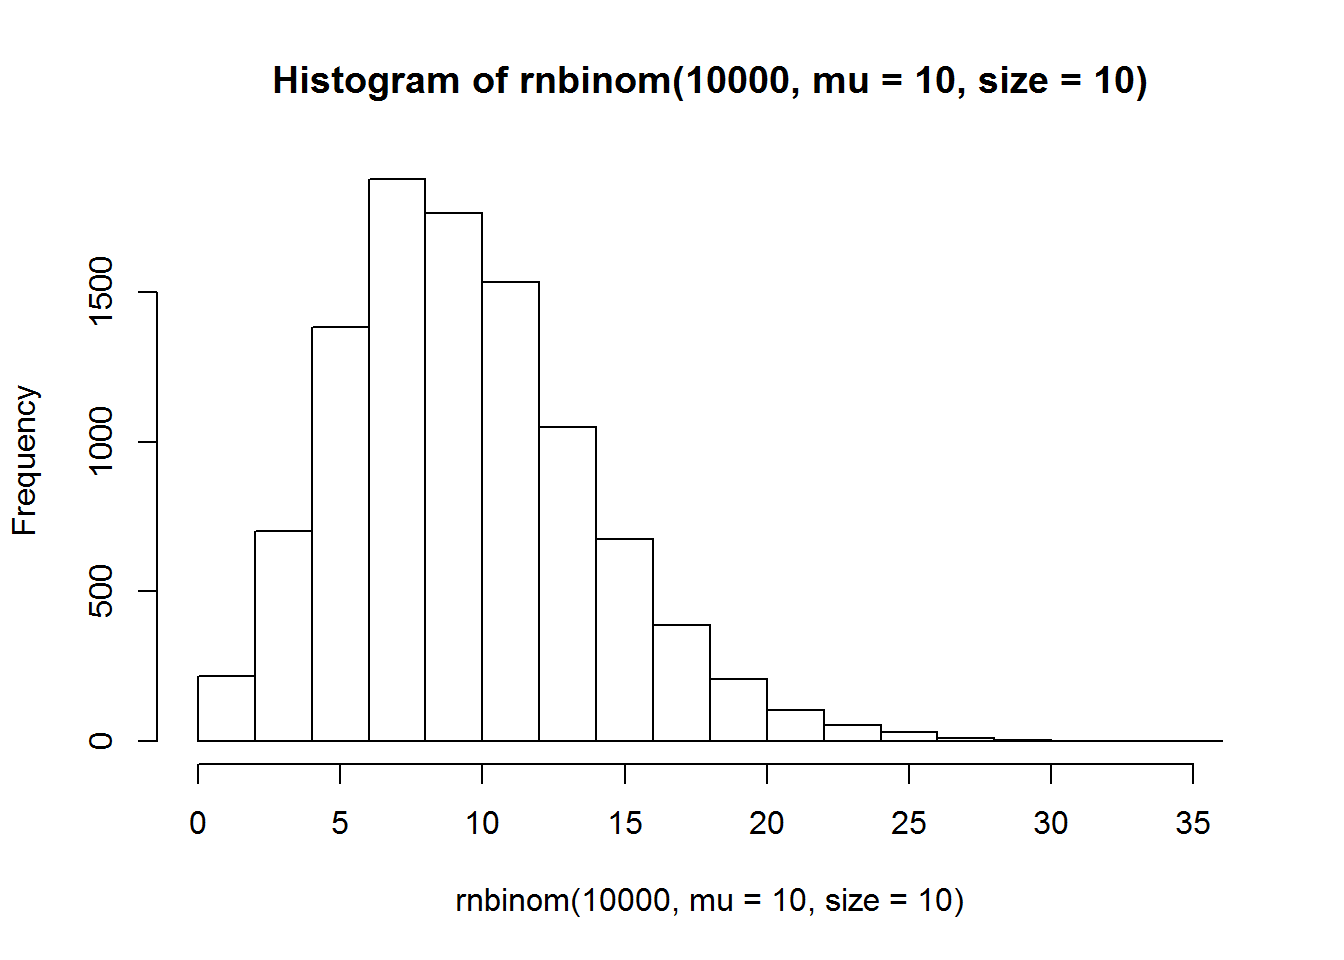 Histogram of rnbinom(10000, mu = 10, size = 10)
Frequency
1500
1000
500
0
0 5 10 15 20 25 30 35
rnbinom(10000, mu = 10, size = 10)